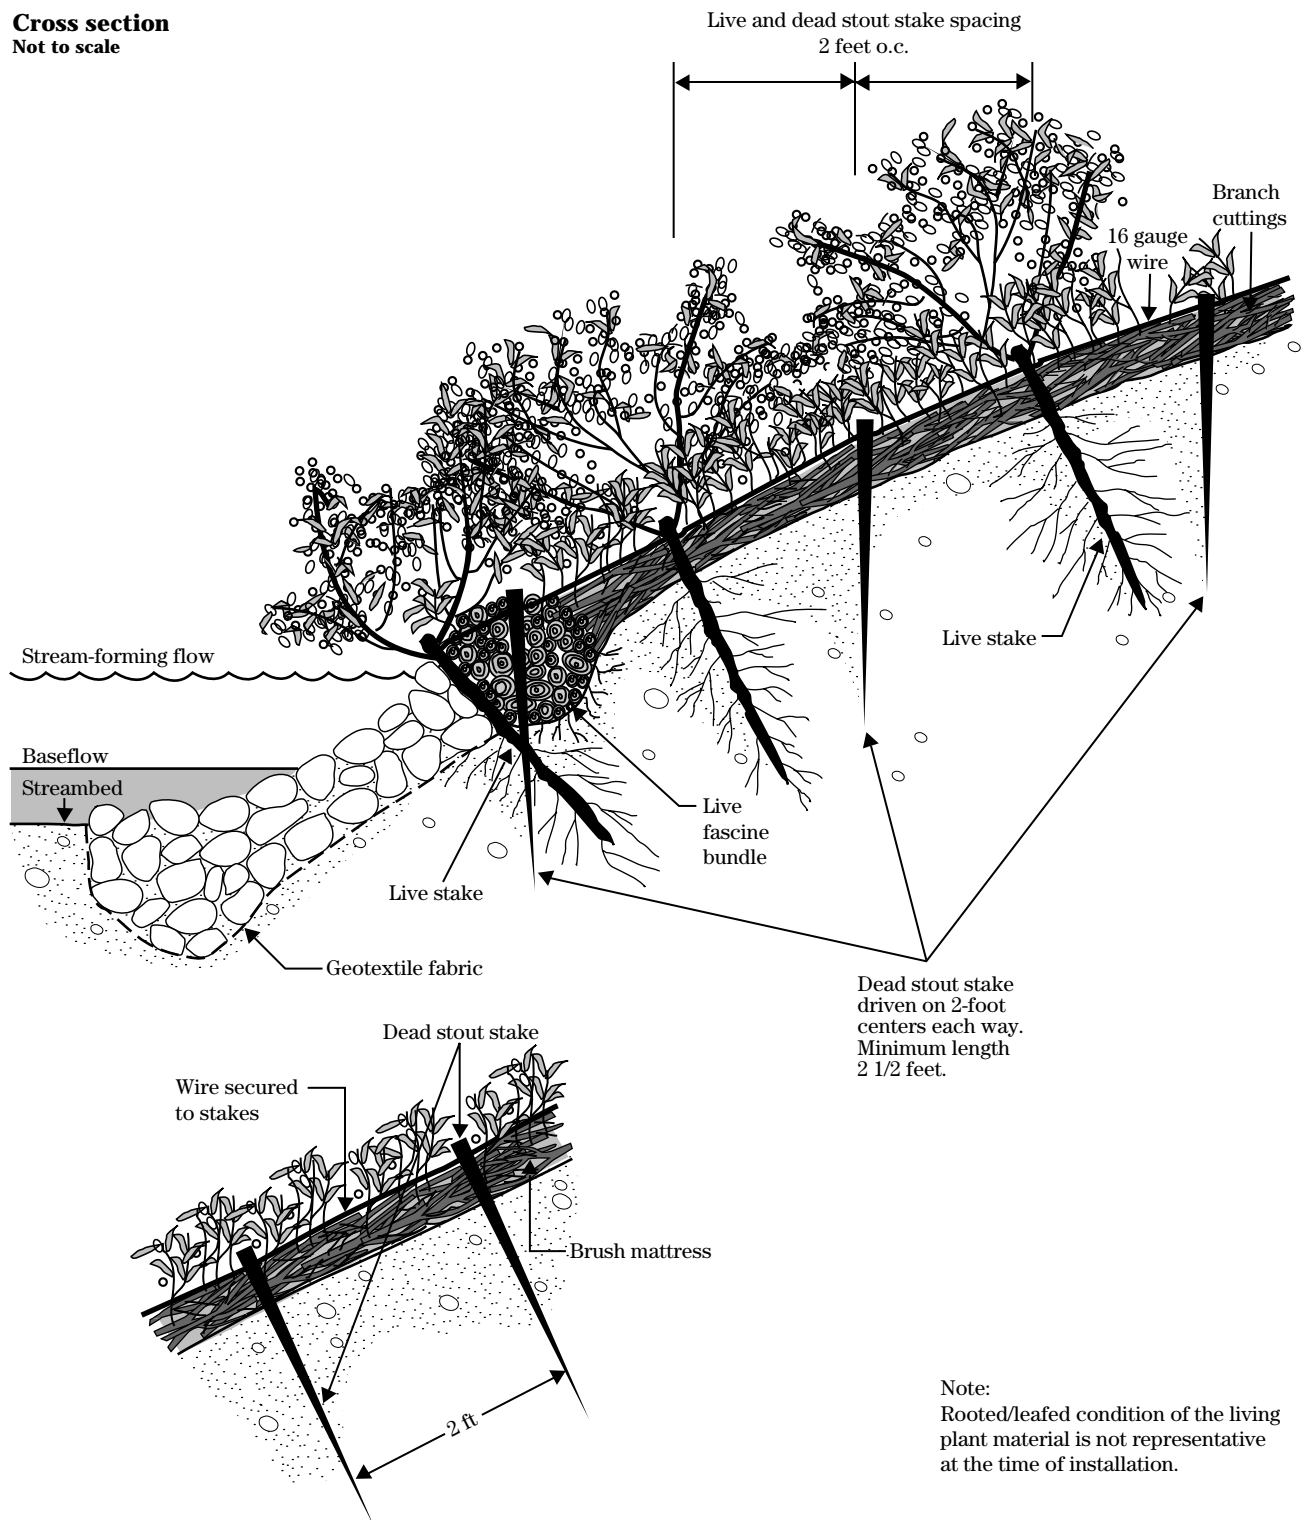 Cross section
Not to scale
Live and dead stout stake spacing
2 feet o.c.
Branch
cuttings
16 gauge
wire
Live stake
Stream-forming flow
Baseflow
Streambed
Live
fascine
bundle
Live stake
Geotextile fabric
Dead stout stake
driven on 2-foot
centers each way.
Minimum length
2 1/2 feet.
Dead stout stake
Wire secured
to stakes
Brush mattress
2 ft
Note:
Rooted/leafed condition of the living
plant material is not representative
at the time of installation.